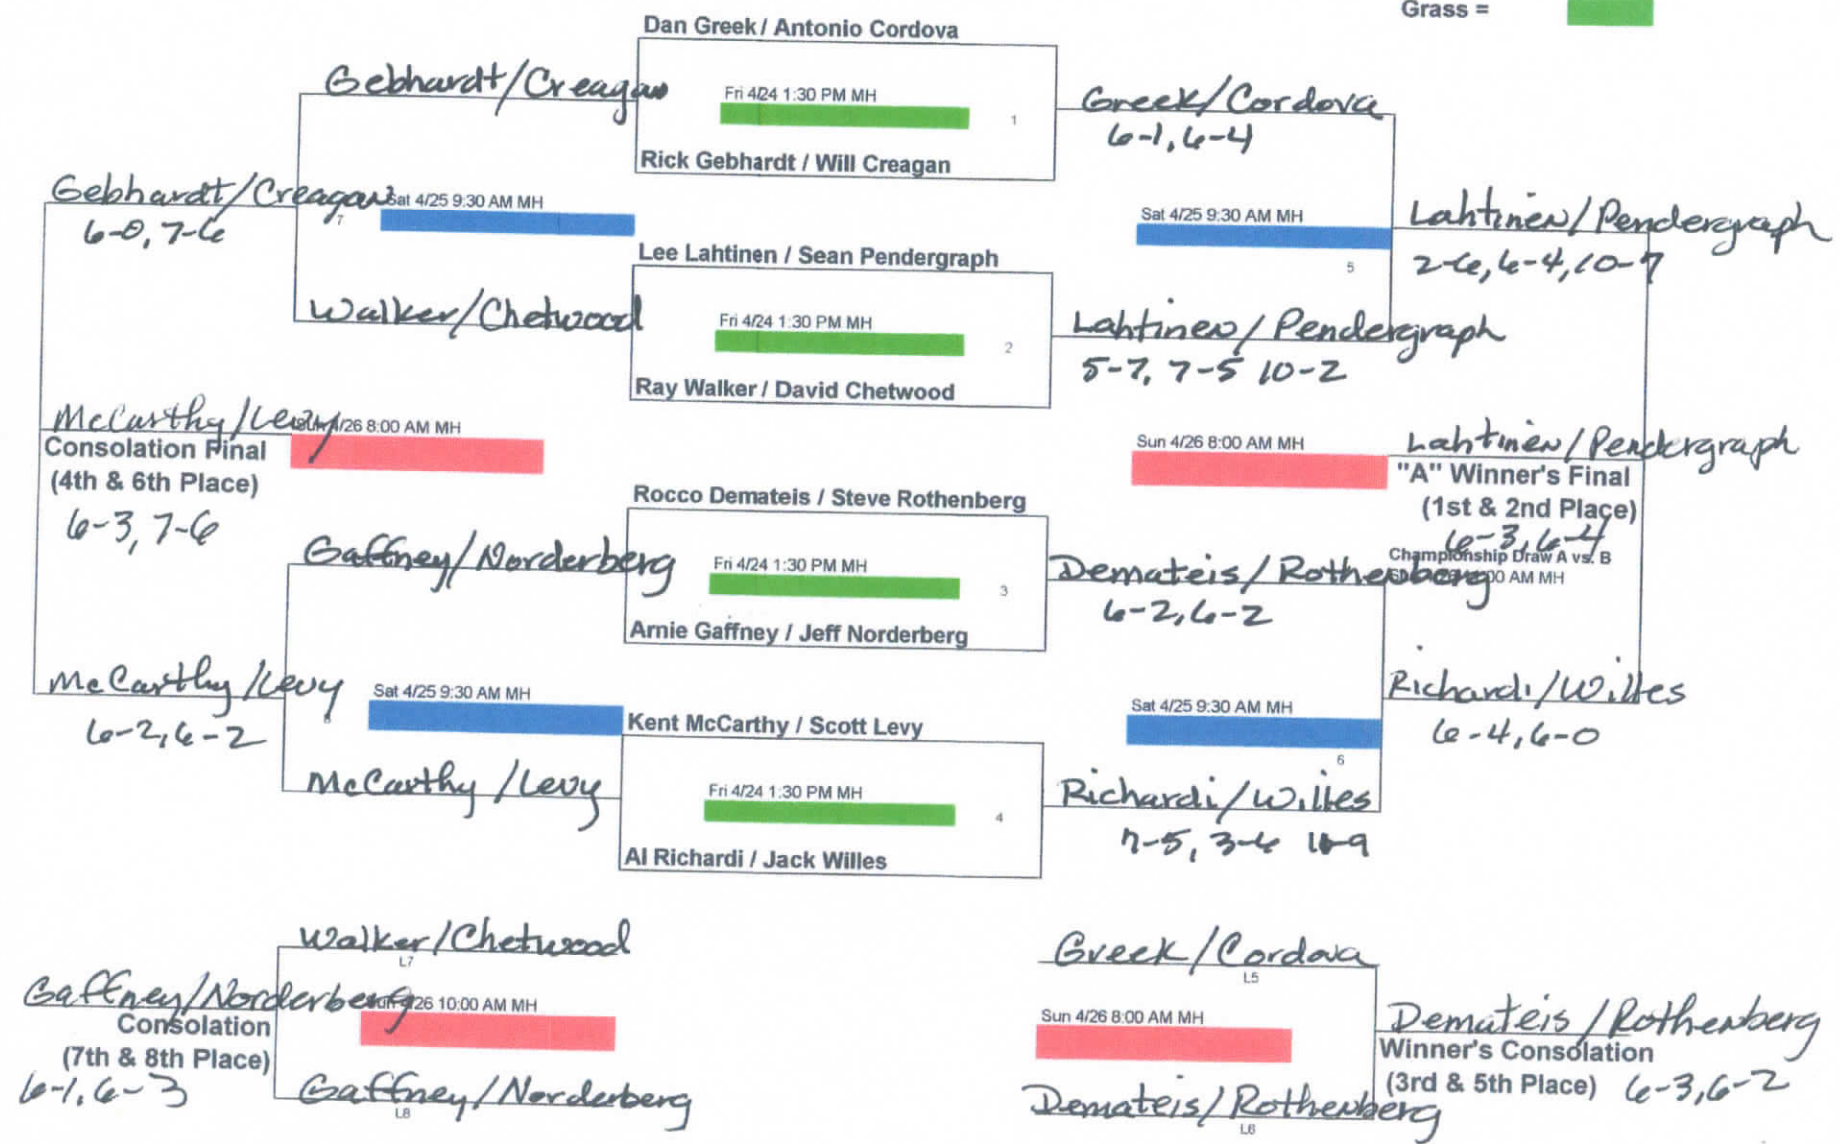 Grass =
Dan Greek / Antonio Cordova
Gebhardt/Creagan
Fri 4/24 1:30 PM MH
1
Greek/Cordova
6-1, 6-4
Rick Gebhardt / Will Creagan
Gebhardt/Creagan
6-0, 7-6
Sat 4/25 9:30 AM MH
7
Sat 4/25 9:30 AM MH
5
Lahtinen/Pendergraph
2-6, 6-4, 10-7
Lee Lahtinen / Sean Pendergraph
Walker/Chetwood
Fri 4/24 1:30 PM MH
2
Lahtinen/Pendergraph
5-7, 7-5 10-2
Ray Walker / David Chetwood
McCarthy/Levy
/26 8:00 AM MH
Consolation Final
(4th & 6th Place)
6-3, 7-6
Sun 4/26 8:00 AM MH
Lahtinen/Pendergraph
"A" Winner's Final
(1st & 2nd Place)
6-3, 6-4
Championship Draw A vs. B
00 AM MH
Rocco Demateis / Steve Rothenberg
Gaffney/Norderberg
Fri 4/24 1:30 PM MH
3
Demateis/Rothenberg
6-2, 6-2
Arnie Gaffney / Jeff Norderberg
McCarthy/Levy
6-2, 6-2
Sat 4/25 9:30 AM MH
8
Kent McCarthy / Scott Levy
Sat 4/25 9:30 AM MH
6
Richardi/Willes
6-4, 6-0
McCarthy/Levy
Fri 4/24 1:30 PM MH
4
Richardi/Willes
7-5, 3-6
Al Richardi / Jack Willes
Walker/Chetwood
L7
Gaffney/Norderberg
26 10:00 AM MH
Consolation
(7th & 8th Place)
6-1, 6-3
Gaffney/Norderberg
L8
Greek/Cordova
L5
Sun 4/26 8:00 AM MH
Demateis/Rothenberg
Winner's Consolation
(3rd & 5th Place)
6-3, 6-2
Demateis/Rothenberg
L6